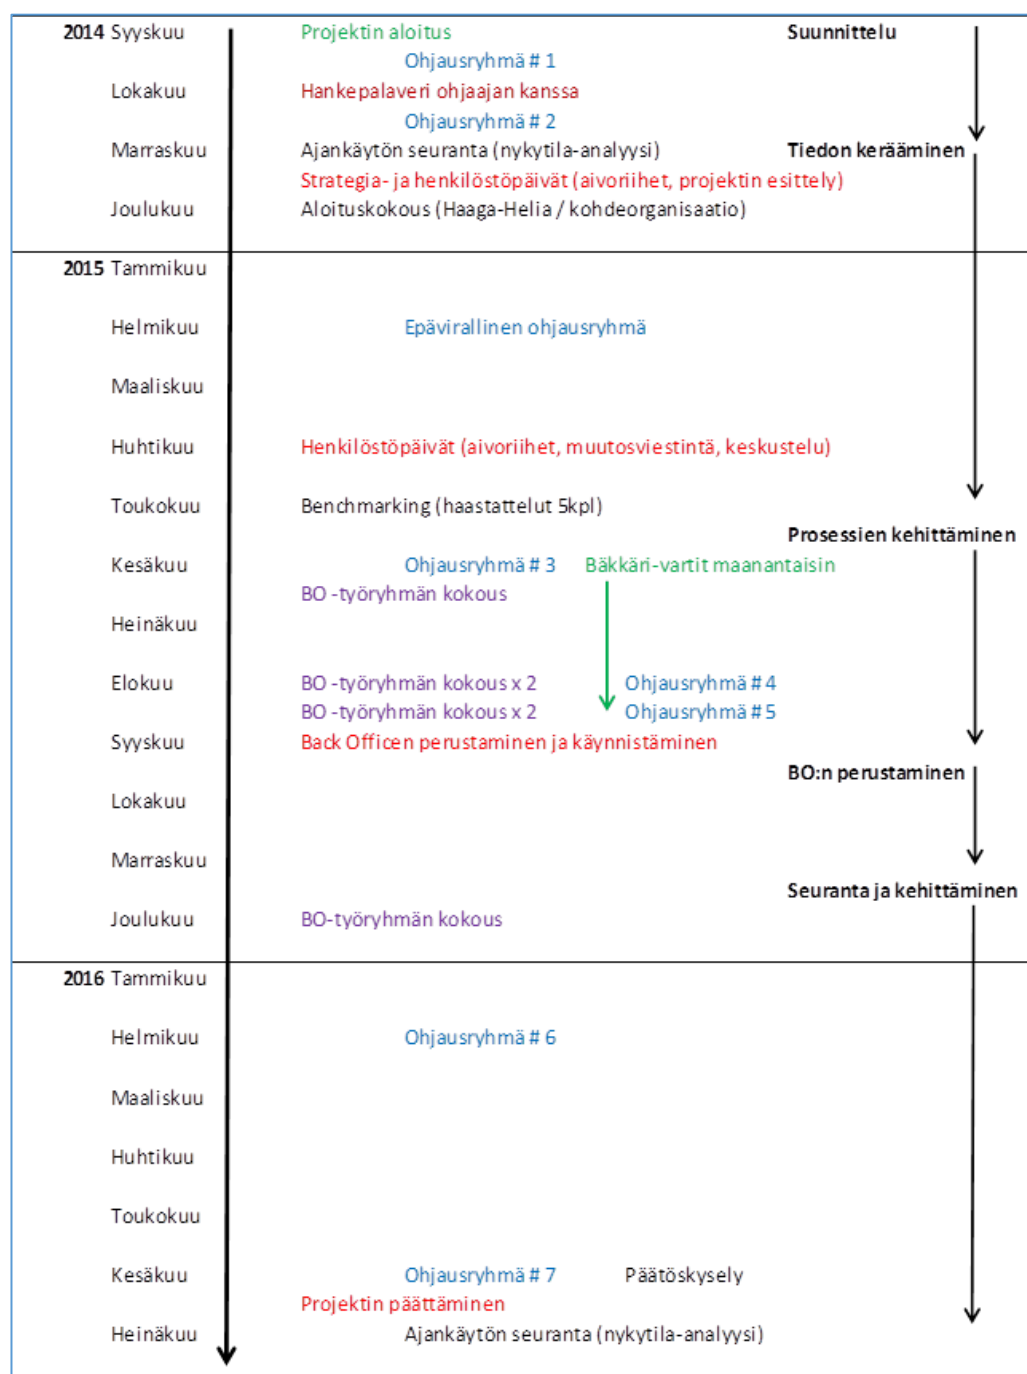 2014 Syyskuu Projektin aloitus Suunnittelu
Ohjausryhmä # 1
Lokakuu Hankepalaveri ohjaajan kanssa
Ohjausryhmä # 2
Marraskuu Ajankäytön seuranta (nykytila-analyysi) Tiedon kerääminen
Strategia- ja henkilöstöpäivät (aivoriihet, projektin esittely)
Joulukuu Aloituskokous (Haaga-Helia / kohdeorganisaatio)
2015 Tammikuu
Helmikuu Epävirallinen ohjausryhmä
Maaliskuu
Huhtikuu Henkilöstöpäivät (aivoriihet, muutosviestintä, keskustelu)
Toukokuu Benchmarking (haastattelut 5kpl)
Prosessien kehittäminen
Kesäkuu Ohjausryhmä # 3 Bäkkäri-vartit maanantaisin
BO -työryhmän kokous
Heinäkuu
Elokuu BO -työryhmän kokous x 2 Ohjausryhmä # 4
BO -työryhmän kokous x 2 Ohjausryhmä # 5
Syyskuu Back Officen perustaminen ja käynnistäminen
BO:n perustaminen
Lokakuu
Marraskuu
Seuranta ja kehittäminen
Joulukuu BO-työryhmän kokous
2016 Tammikuu
Helmikuu Ohjausryhmä # 6
Maaliskuu
Huhtikuu
Toukokuu
Kesäkuu Ohjausryhmä # 7 Päätöskysely
Projektin päättäminen
Heinäkuu Ajankäytön seuranta (nykytila-analyysi)